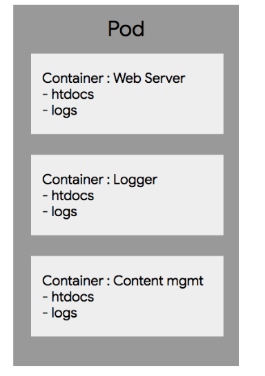 Pod
Container : Web Server
- htdocs
- logs
Container : Logger
- htdocs
- logs
Container : Content mgmt
- htdocs
- logs